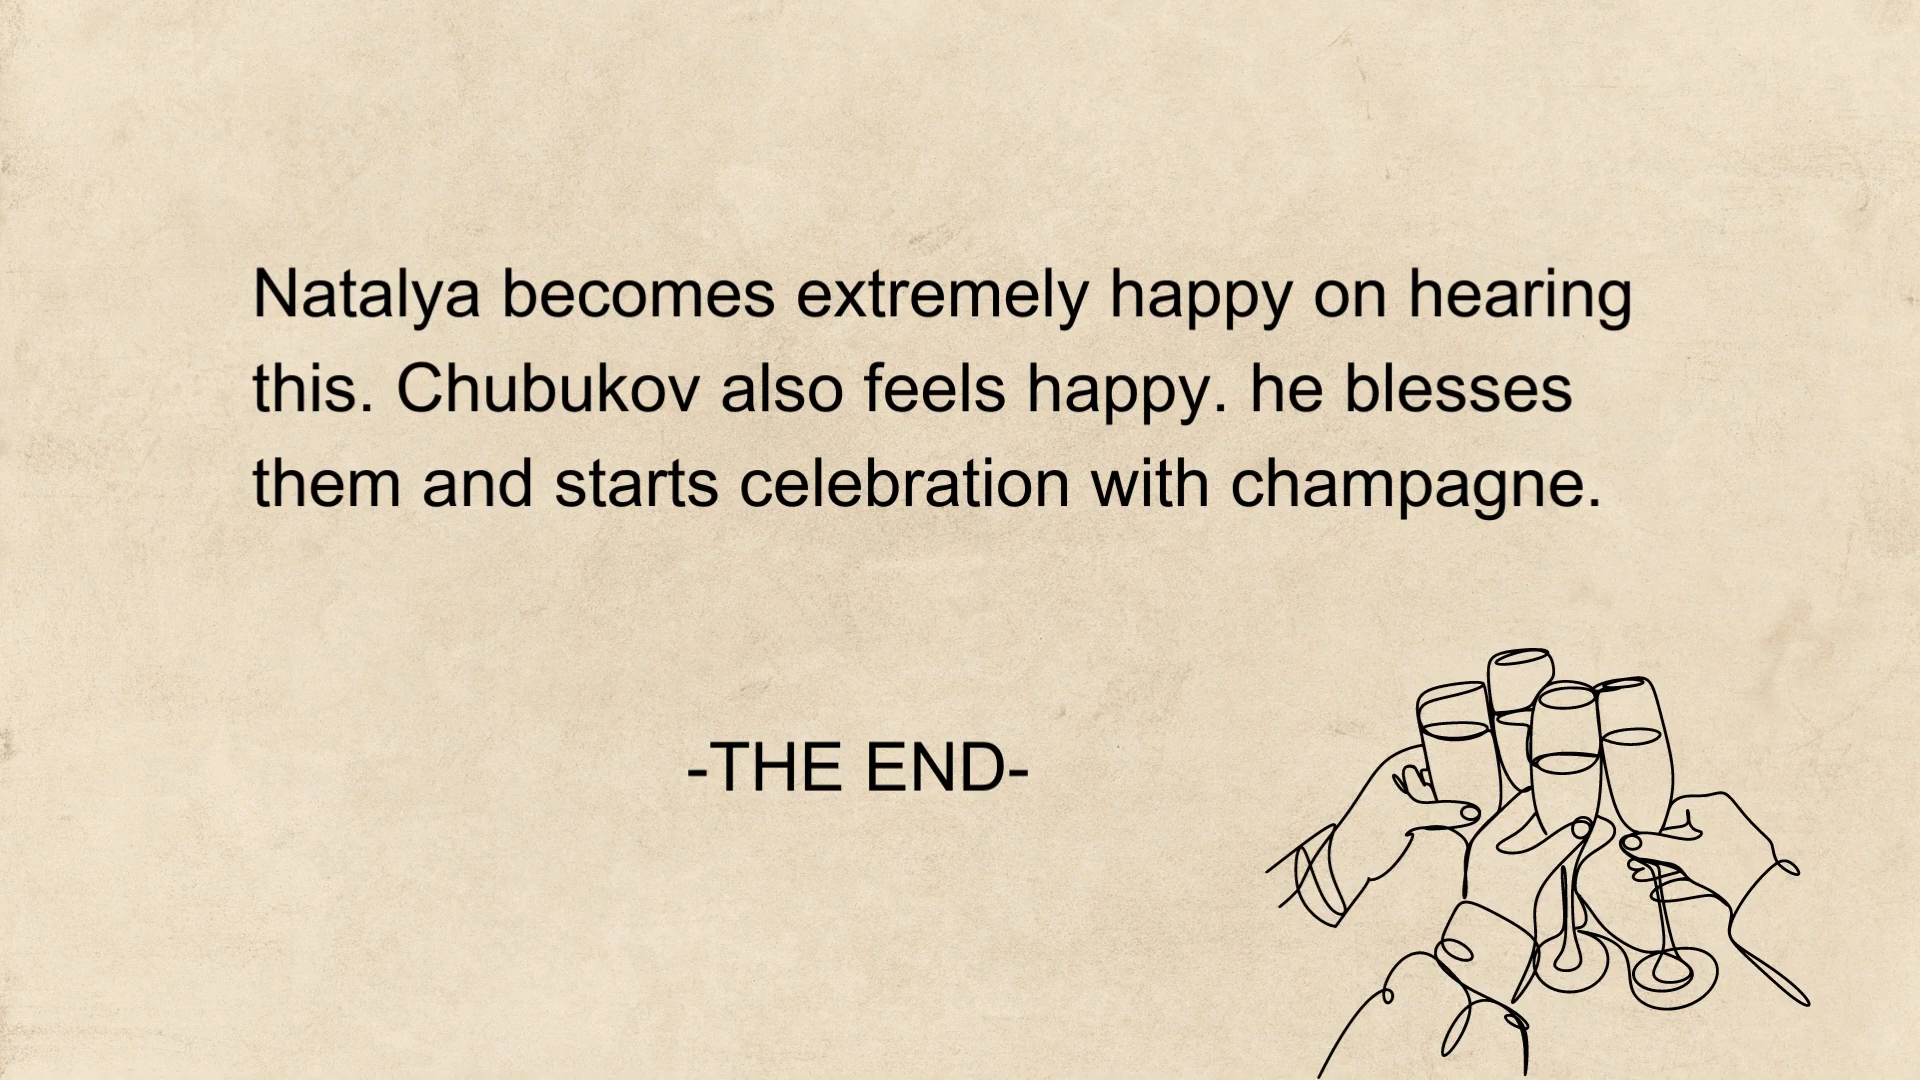 Natalya becomes extremely happy on hearing
this. Chubukov also feels happy. he blesses
them and starts celebration with champagne.
-THE END-